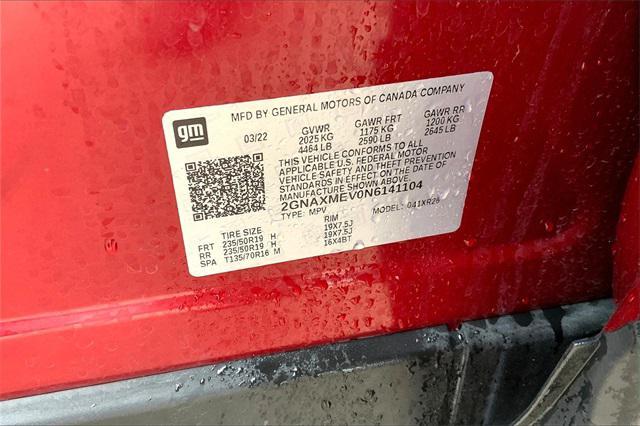 MFD BY GENERAL MOTORS OF CANADA COMPANY
gm
03/22 GVWR GAWR FRT GAWR RR
2025 KG 1175 KG 1200 KG
4464 LB 2590 LB 2645 LB
THIS VEHICLE CONFORMS TO ALL
APPLICABLE U.S. FEDERAL MOTOR
VEHICLE SAFETY AND THEFT PREVENTION
STANDARDS IN EFFECT ON THE DATE OF
MANUFACTURE SHOWN ABOVE.
2GNAXMEV0N6141104
TYPE: MPV MODEL: 041XR26
TIRE SIZE RIM
FRT 235/50R19 H 19X7.5J
RR 235/50R19 H 19X7.5J
SPA T135/70R16 M 16X4BT